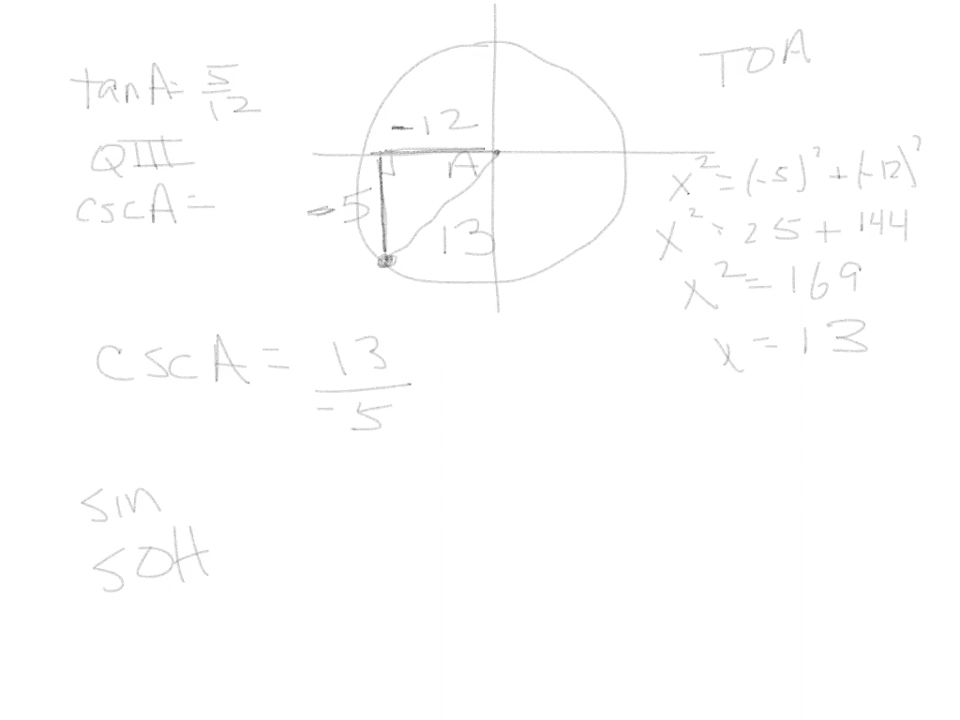 tanA = 5/12
QIII
cscA =
-12
A
-5
13
TOA
x² = (-5)² + (-12)²
x² = 25 + 144
x² = 169
x = 13
cscA = 13/-5
sin
SOH